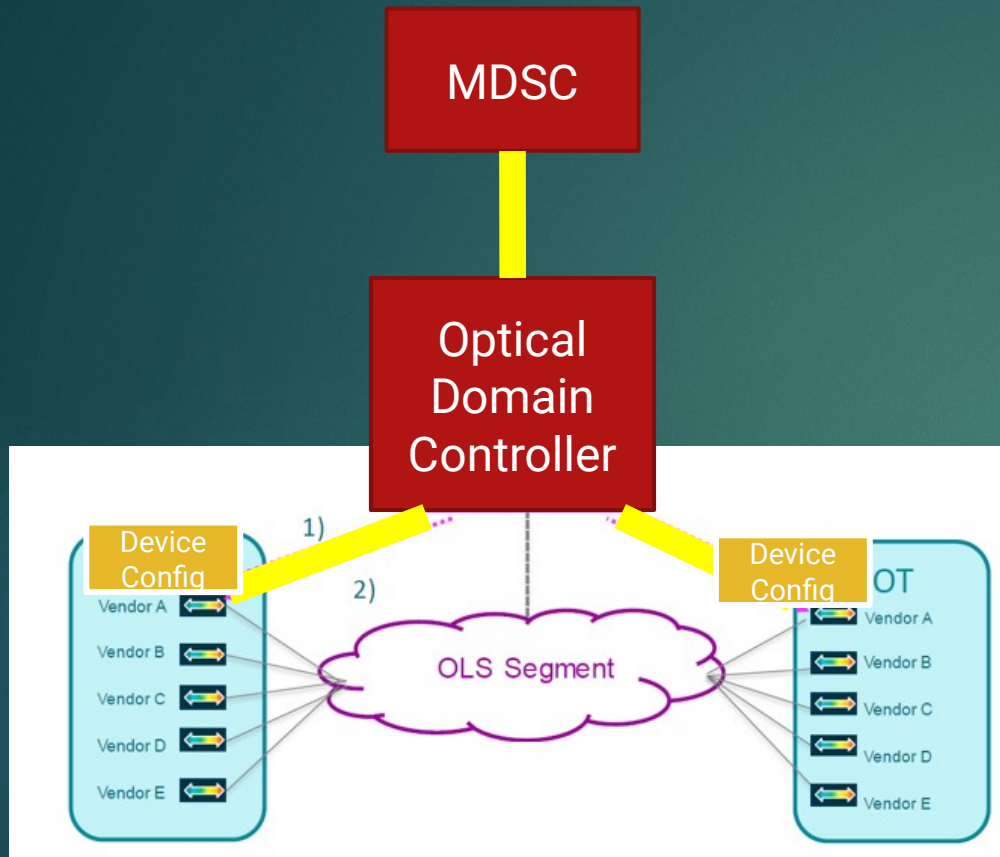 MDSC
Optical
Domain
Controller
1)
2)
Device
Config
Vendor A
Vendor B
Vendor C
Vendor D
Vendor E
OLS Segment
Device
Config
OT
Vendor A
Vendor B
Vendor C
Vendor D
Vendor E